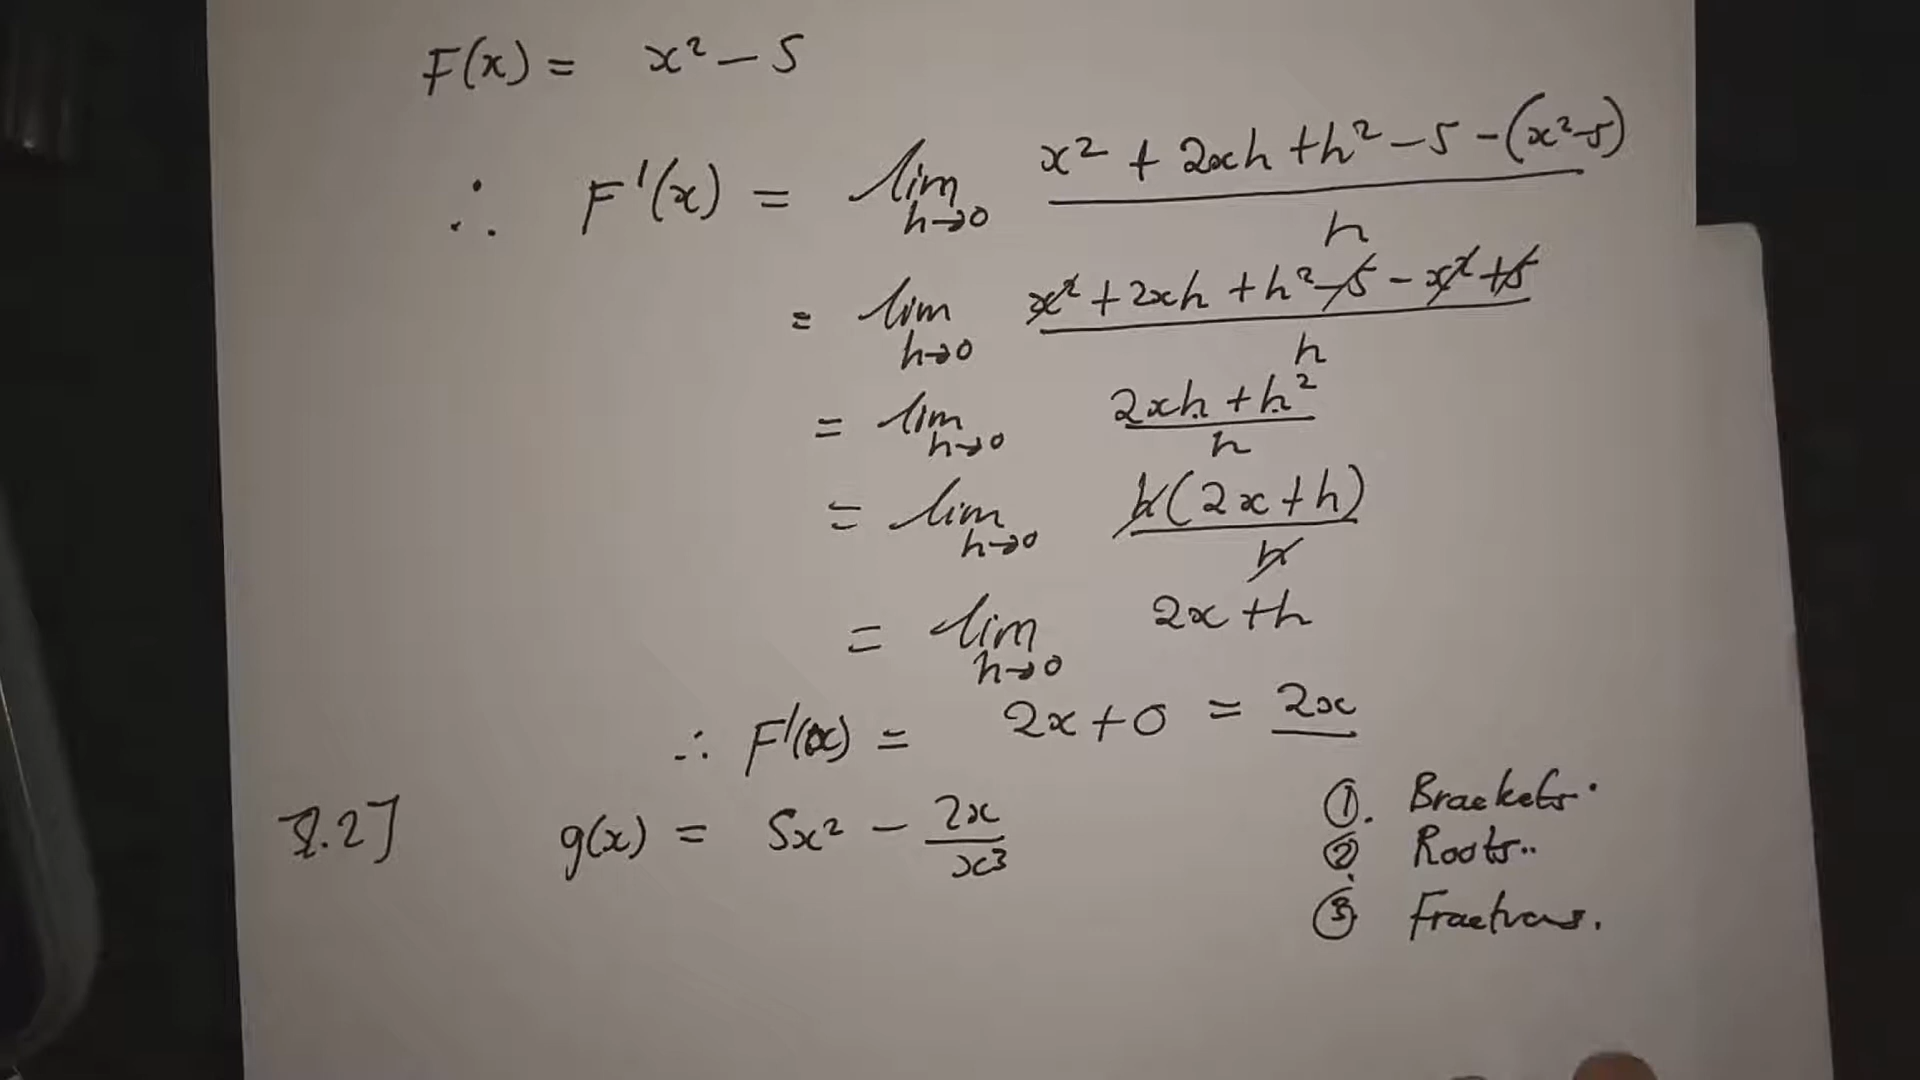 F(x) = x² - 5
∴ F'(x) = lim h→0 x² + 2xh + h² - 5 - (x² - 5) / h
= lim h→0 x² + 2xh + h² - 5 - x² + 5 / h
= lim h→0 2xh + h² / h
= lim h→0 h(2x + h) / h
= lim h→0 2x + h
∴ F'(x) = 2x + 0 = 2x
8.2] g(x) = 5x² - 2x / x³
①. Brackets.
② Roots..
③ Fractions.